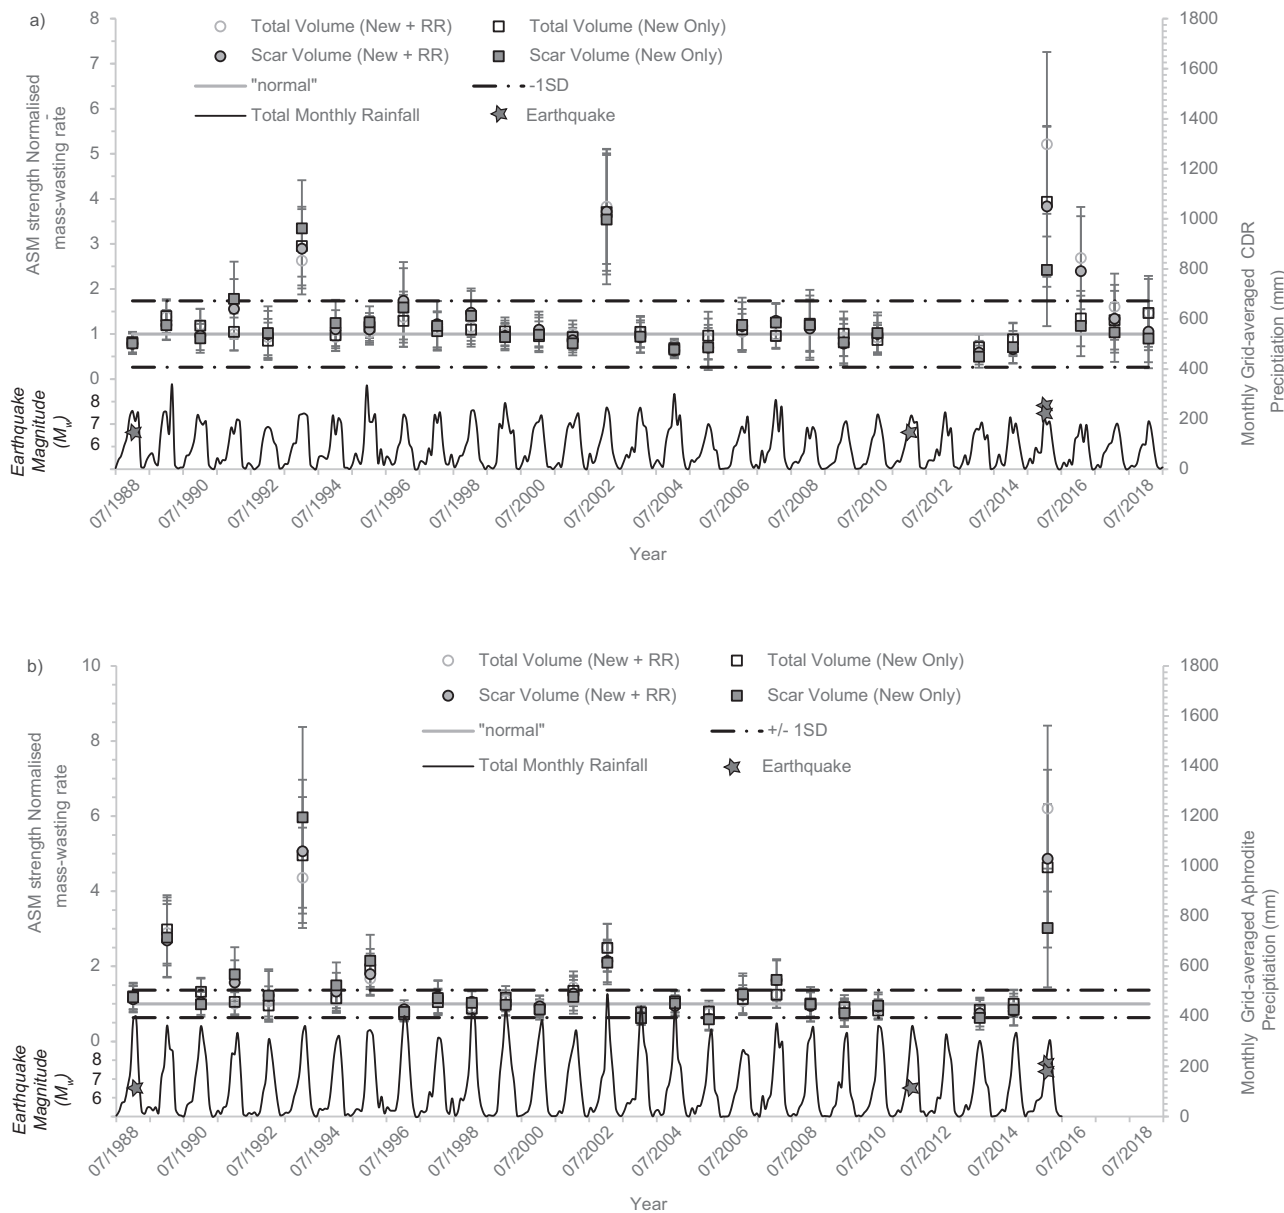 a)
Total Volume (New + RR)
Total Volume (New Only)
Scar Volume (New + RR)
Scar Volume (New Only)
"normal"
-1SD
Total Monthly Rainfall
Earthquake
ASM strength Normalised
mass-wasting rate
8
7
6
5
4
3
2
1
0
Earthquake
Magnitude
(Mw)
8
7
6
1800
1600
1400
1200
1000
800
600
400
200
0
Monthly Grid-averaged CDR
Preciptiation (mm)
07/1988
07/1990
07/1992
07/1994
07/1996
07/1998
07/2000
07/2002
07/2004
07/2006
07/2008
07/2010
07/2012
07/2014
07/2016
07/2018
Year
b)
Total Volume (New + RR)
Total Volume (New Only)
Scar Volume (New + RR)
Scar Volume (New Only)
"normal"
+/- 1SD
Total Monthly Rainfall
Earthquake
ASM strength Normalised
mass-wasting rate
10
8
6
4
2
0
Earthquake
Magnitude
(Mw)
8
7
6
1800
1600
1400
1200
1000
800
600
400
200
0
Monthly Grid-averaged Aphrodite
Precipitation (mm)
07/1988
07/1990
07/1992
07/1994
07/1996
07/1998
07/2000
07/2002
07/2004
07/2006
07/2008
07/2010
07/2012
07/2014
07/2016
07/2018
Year